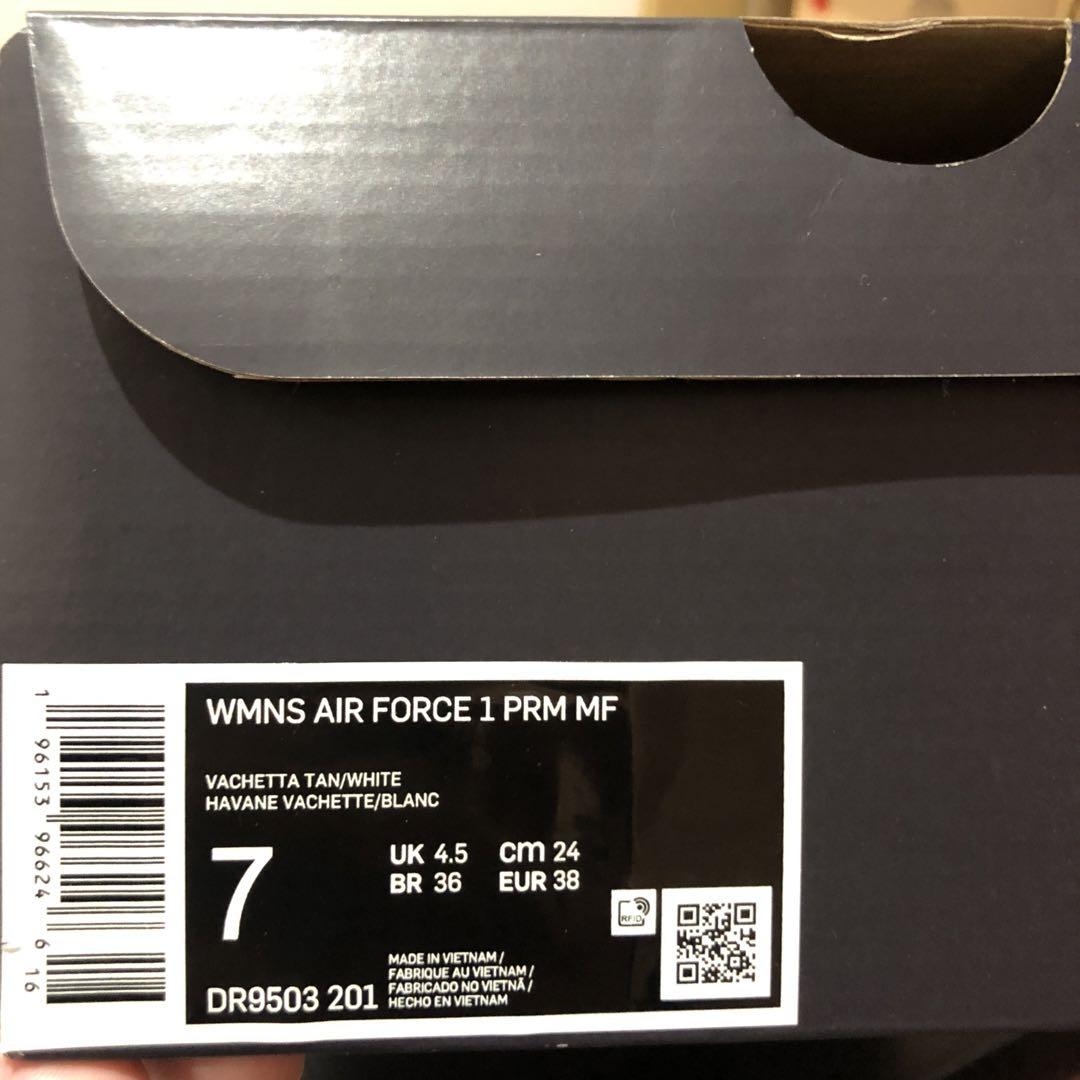 WMNS AIR FORCE 1 PRM MF
VACHETTA TAN/WHITE
HAVANE VACHETTE/BLANC
7
UK 4.5 cm 24
BR 36 EUR 38
RFID
DR9503 201
MADE IN VIETNAM /
FABRIQUE AU VIETNAM /
FABRICADO NO VIETNÃ /
HECHO EN VIETNAM
1 96153 96624 6 16